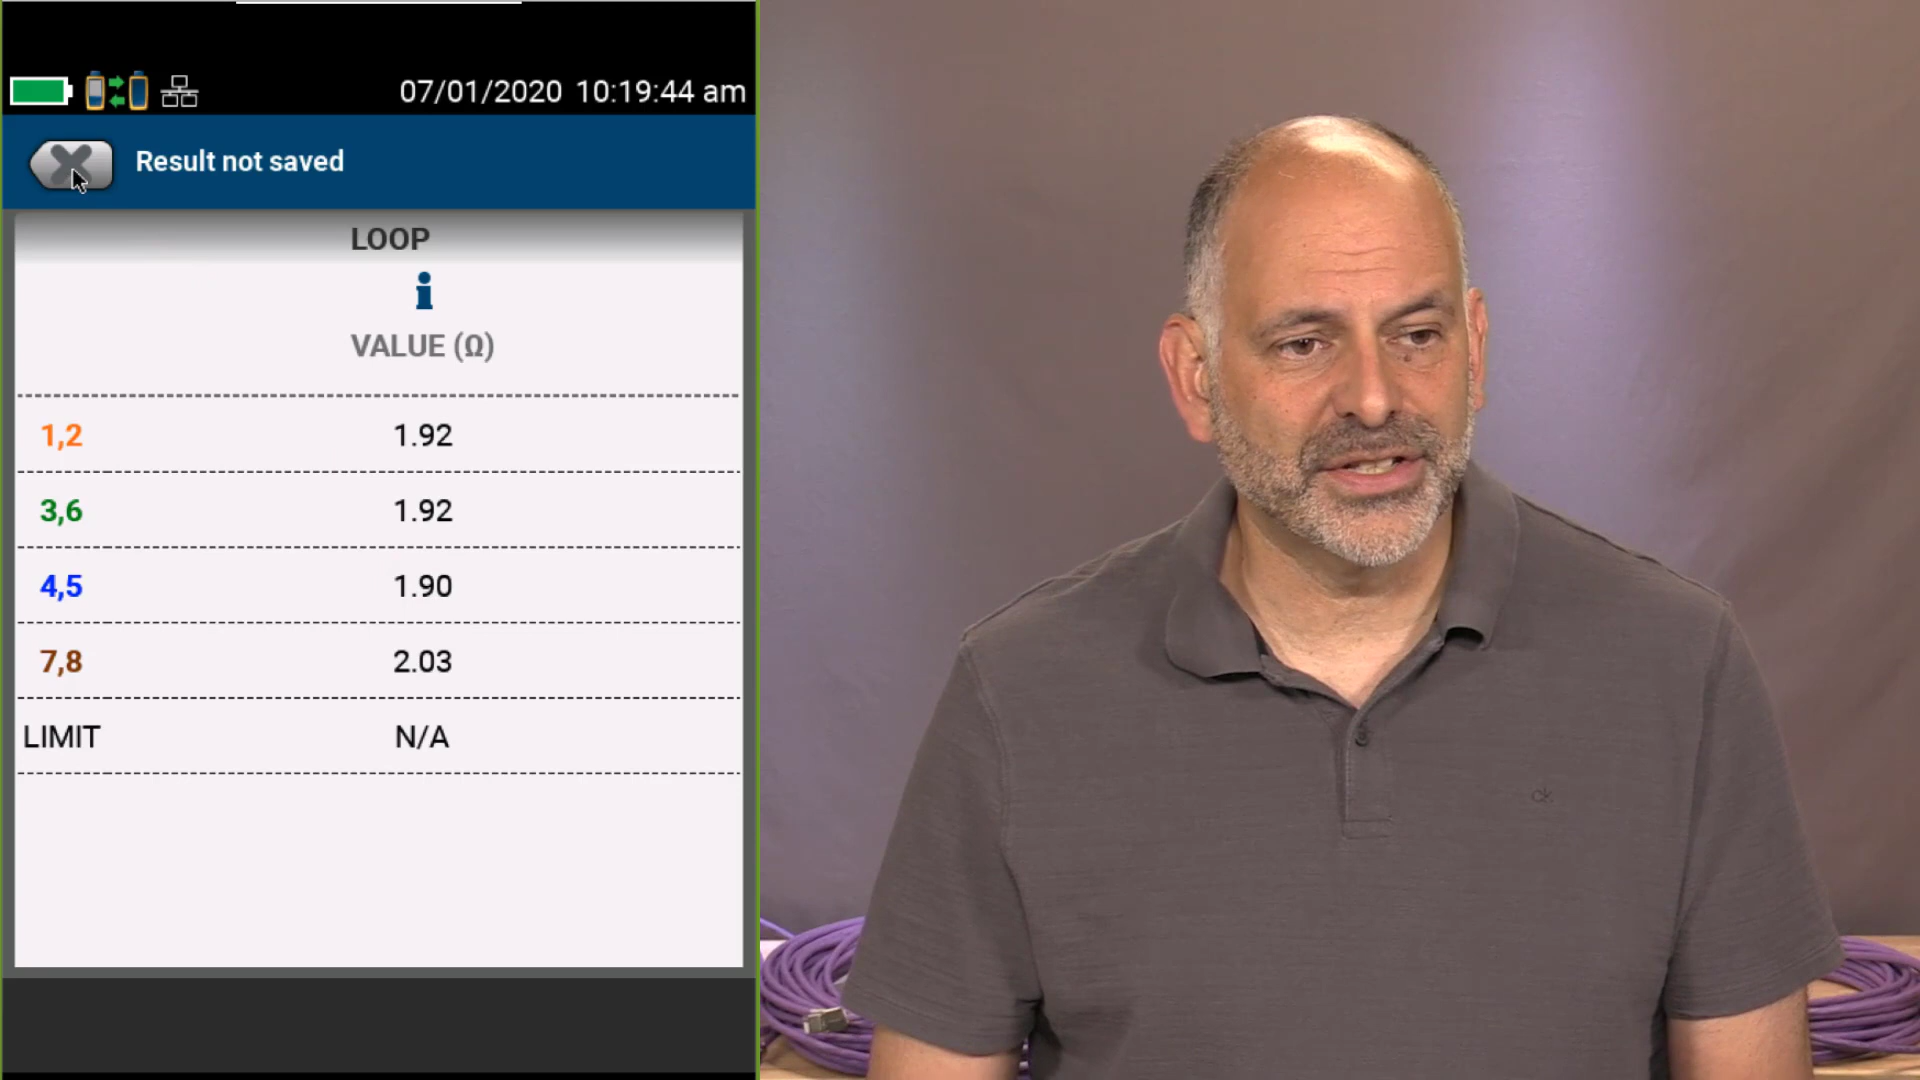 07/01/2020 10:19:44 am
Result not saved
LOOP
i
VALUE (Ω)
1,2 1.92
3,6 1.92
4,5 1.90
7,8 2.03
LIMIT N/A
ck